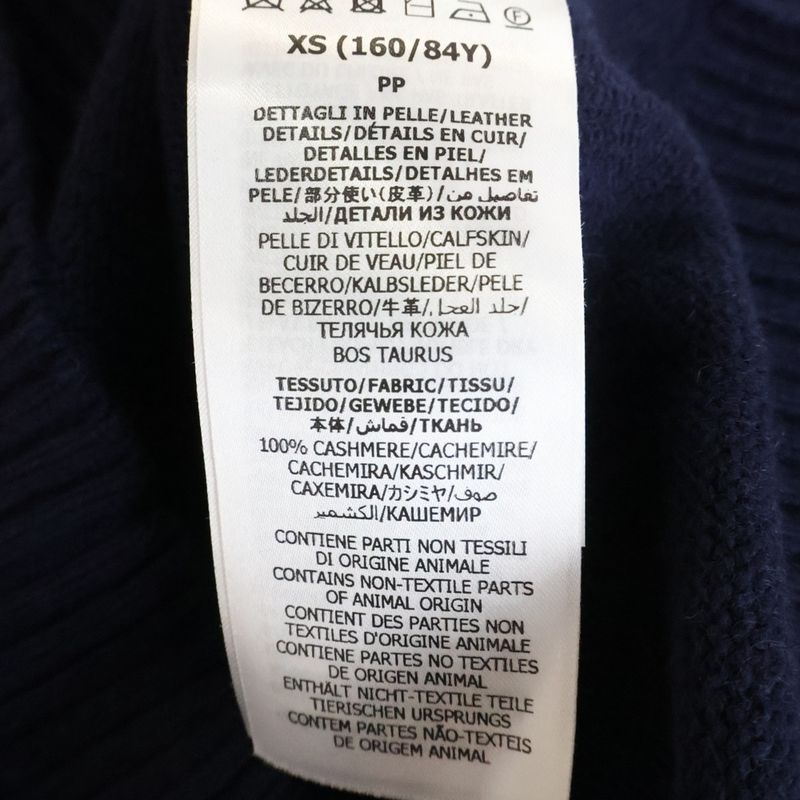 XS (160/84Y)
PP
DETTAGLI IN PELLE/LEATHER
DETAILS/DÉTAILS EN CUIR/
DETALLES EN PIEL/
LEDERDETAILS/DETALHES EM
PELE/部分使い(皮革)/تفاصيل من
الجلد/ДЕТАЛИ ИЗ КОЖИ
PELLE DI VITELLO/CALFSKIN/
CUIR DE VEAU/PIEL DE
BECERRO/KALBSLEDER/PELE
DE BIZERRO/牛革/جلد العجل/
ТЕЛЯЧЬЯ КОЖА
BOS TAURUS
TESSUTO/FABRIC/TISSU/
TEJIDO/GEWEBE/TECIDO/
本体/قماش/ТКАНЬ
100% CASHMERE/CACHEMIRE/
CACHEMIRA/KASCHMIR/
CAXEMIRA/カシミヤ/صوف
الكشمير/КАШЕМИР
CONTIENE PARTI NON TESSILI
DI ORIGINE ANIMALE
CONTAINS NON-TEXTILE PARTS
OF ANIMAL ORIGIN
CONTIENT DES PARTIES NON
TEXTILES D'ORIGINE ANIMALE
CONTIENE PARTES NO TEXTILES
DE ORIGEN ANIMAL
ENTHÄLT NICHT-TEXTILE TEILE
TIERISCHEN URSPRUNGS
CONTEM PARTES NÃO-TEXTEIS
DE ORIGEM ANIMAL